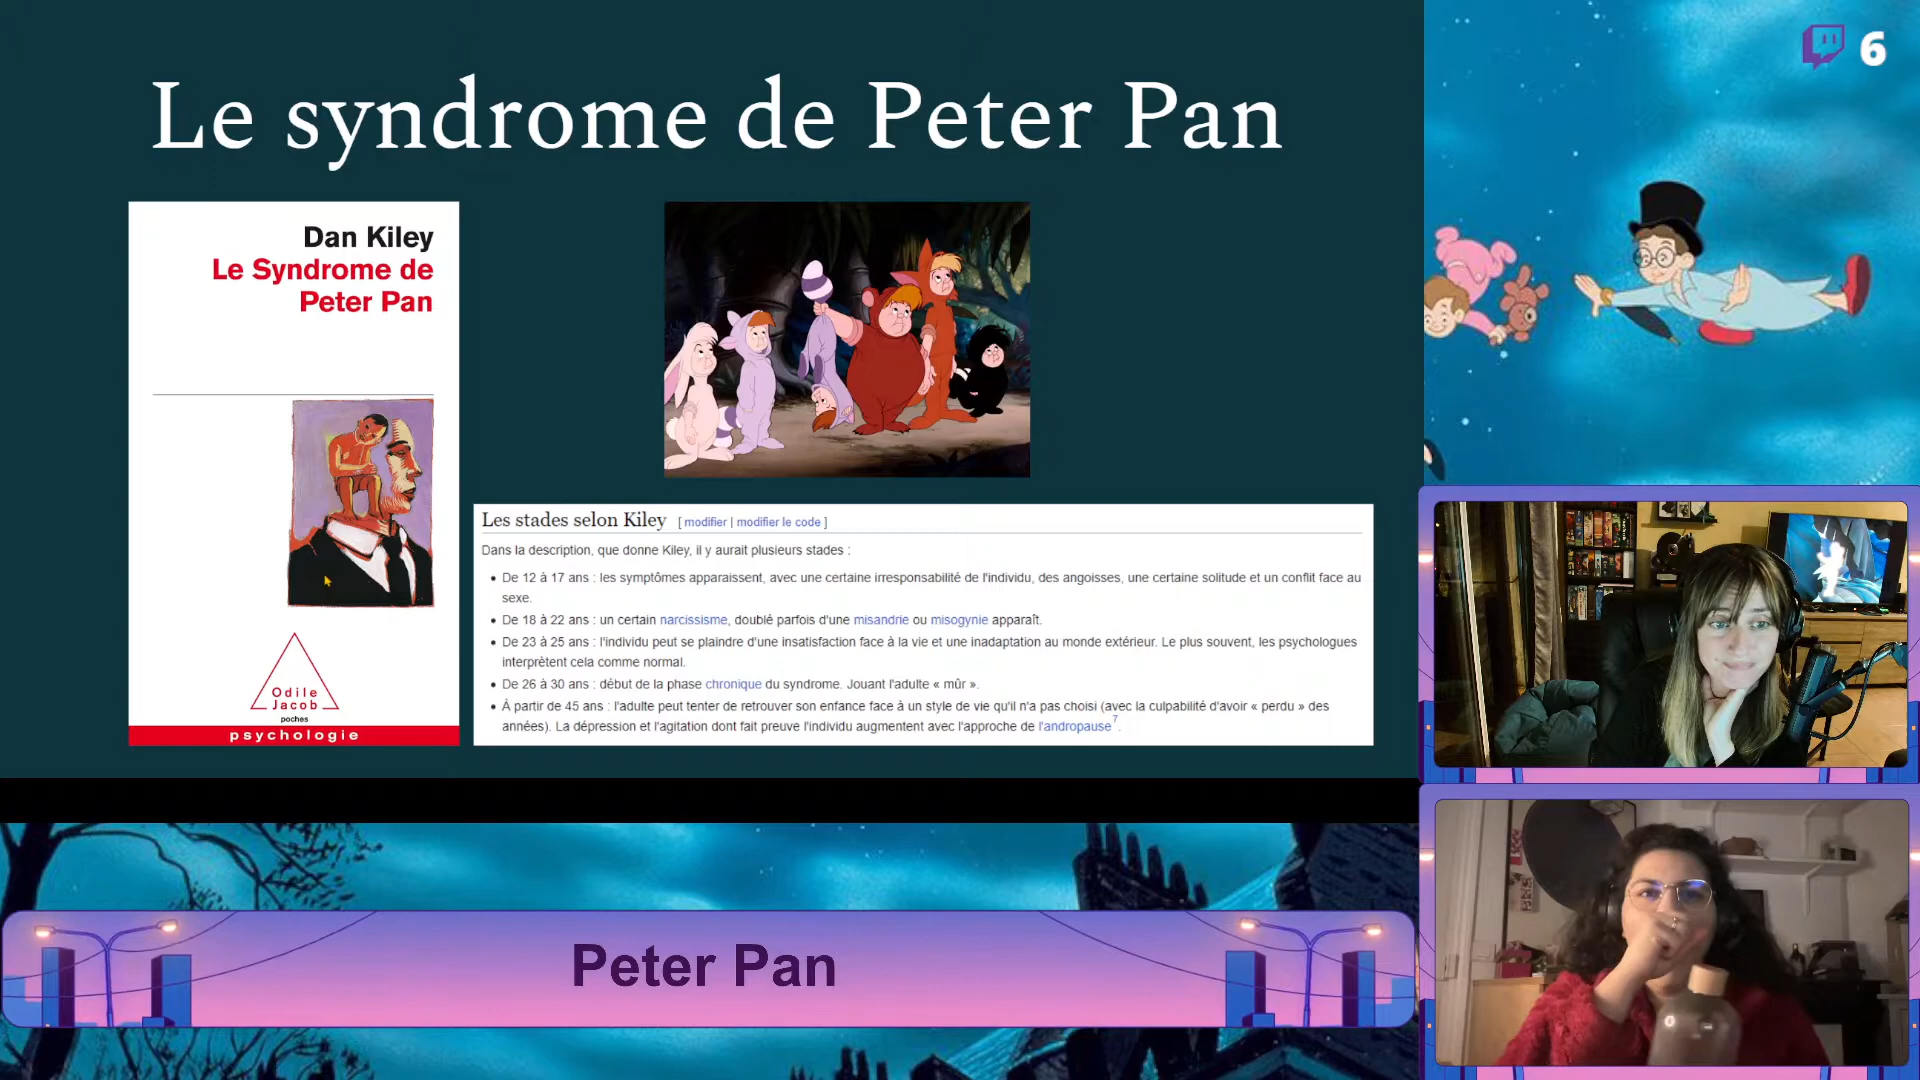 Le syndrome de Peter Pan
6
Dan Kiley
Le Syndrome de
Peter Pan
Odile
Jacob
poches
psychologie
Les stades selon Kiley [ modifier | modifier le code ]
Dans la description, que donne Kiley, il y aurait plusieurs stades :
• De 12 à 17 ans : les symptômes apparaissent, avec une certaine irresponsabilité de l'individu, des angoisses, une certaine solitude et un conflit face au
sexe.
• De 18 à 22 ans : un certain narcissisme, doublé parfois d'une misandrie ou misogynie apparaît.
• De 23 à 25 ans : l'individu peut se plaindre d'une insatisfaction face à la vie et une inadaptation au monde extérieur. Le plus souvent, les psychologues
interprètent cela comme normal.
• De 26 à 30 ans : début de la phase chronique du syndrome. Jouant l'adulte « mûr ».
• À partir de 45 ans : l'adulte peut tenter de retrouver son enfance face à un style de vie qu'il n'a pas choisi (avec la culpabilité d'avoir « perdu » des
années). La dépression et l'agitation dont fait preuve l'individu augmentent avec l'approche de l'andropause 7.
Peter Pan